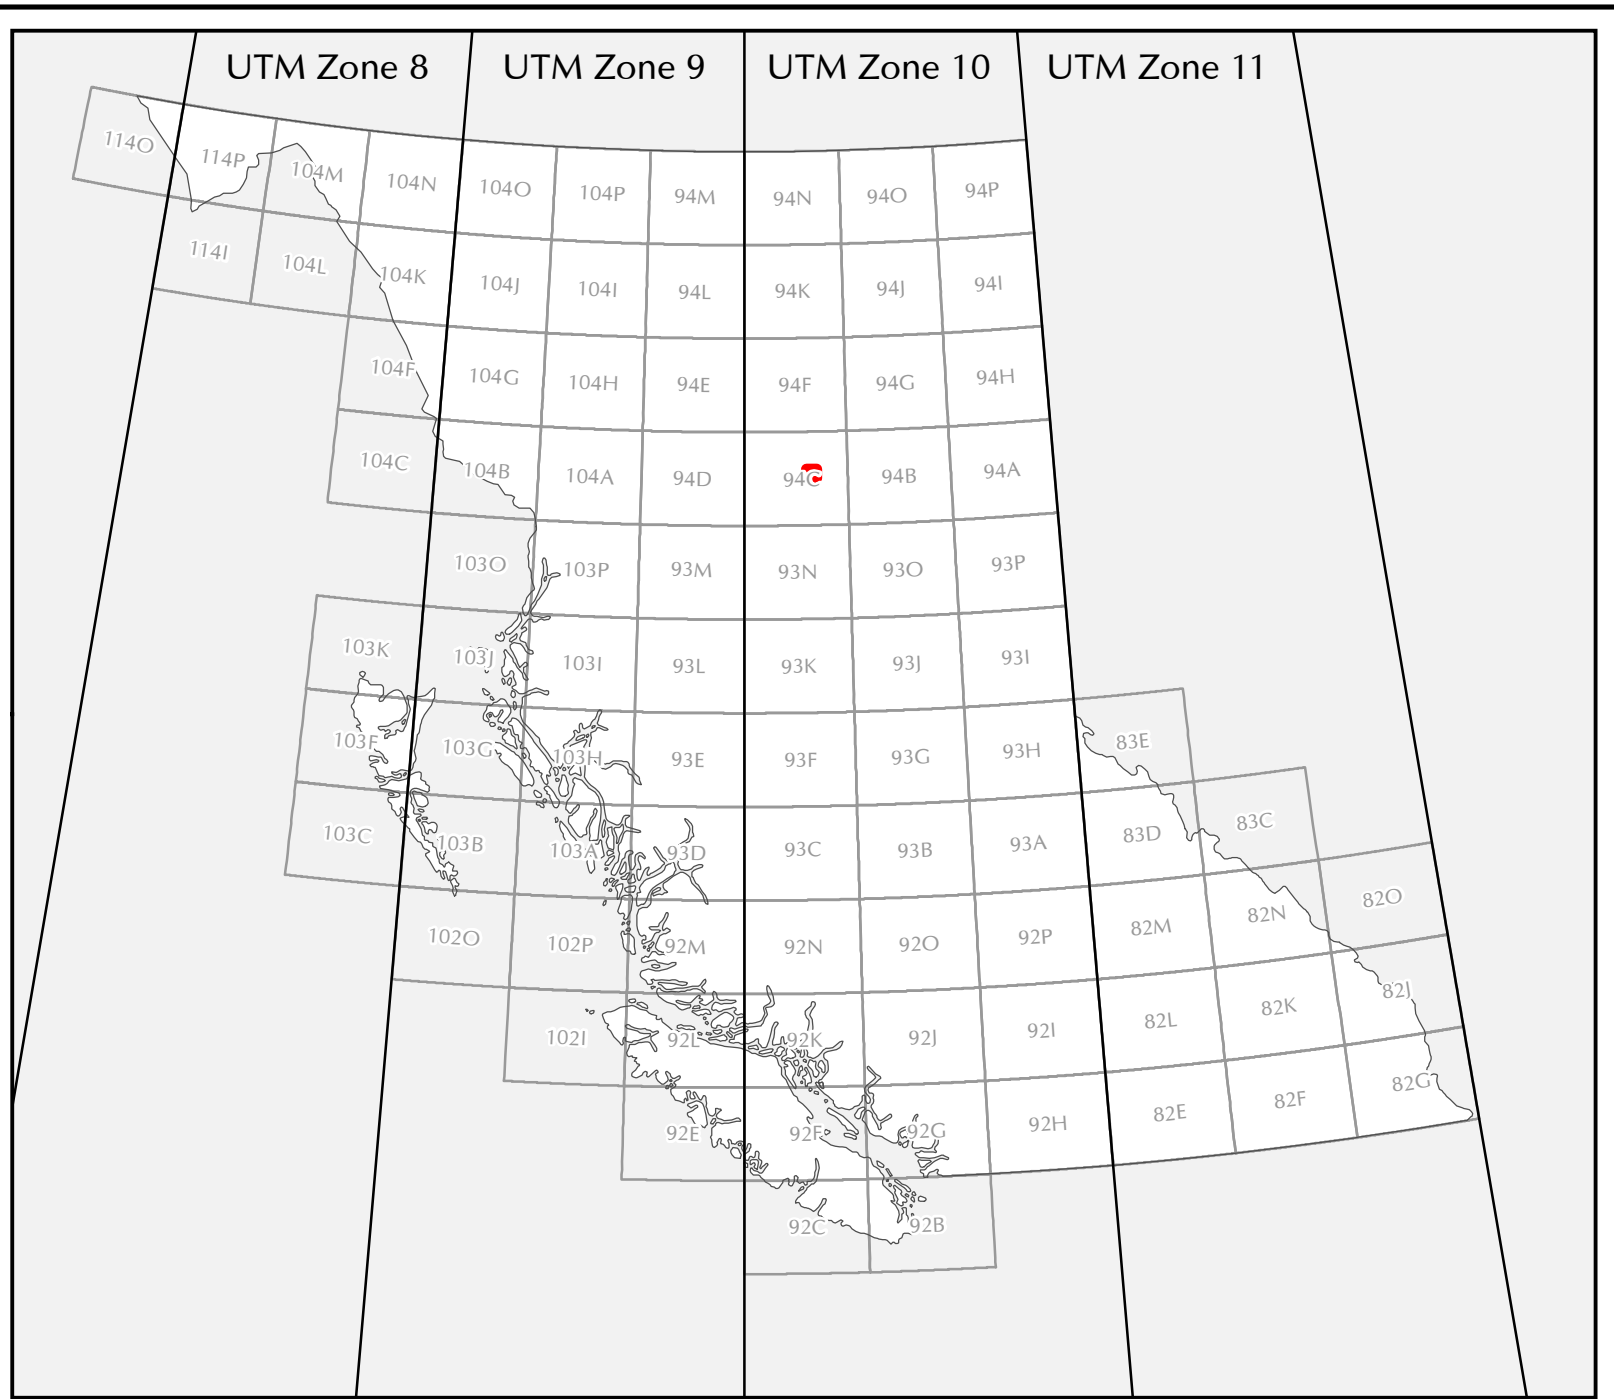 UTM Zone 8 UTM Zone 9 UTM Zone 10 UTM Zone 11
114O 114P 104M 104N 104O 104P 94M 94N 94O 94P
114I 104L 104K 104J 104I 94L 94K 94J 94I
104F 104G 104H 94E 94F 94G 94H
104C 104B 104A 94D 94C 94B 94A
103O 103P 93M 93N 93O 93P
103K 103J 103I 93L 93K 93J 93I
103F 103G 103H 93E 93F 93G 93H 83E
103C 103B 103A 93D 93C 93B 93A 83D 83C
102O 102P 92M 92N 92O 92P 82M 82N 82O
102I 92L 92K 92J 92I 82L 82K 82J
92E 92F 92G 92H 82E 82F 82G
92C 92B